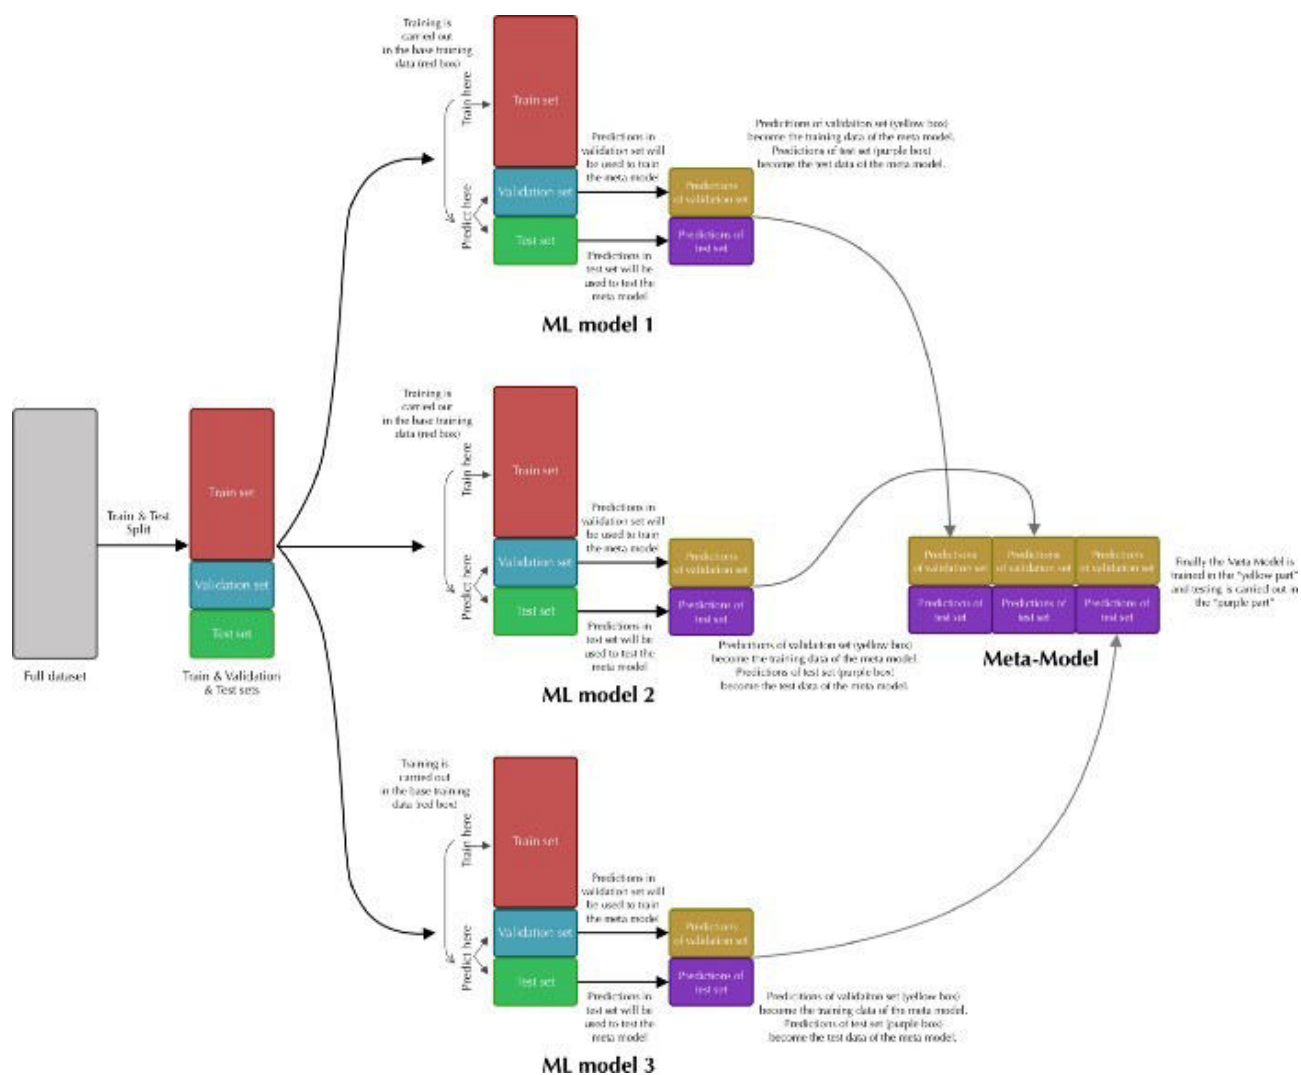 Training is
carried out
in the base training
data (red box)
Train here
Predict here
Train set
Validation set
Test set
Predictions in
validation set will
be used to train
the meta model
Predictions in
test set will be
used to test the
meta model
Predictions
of validation set
Predictions of
test set
Predicitions of validaiton set (yellow box)
become the training data of the meta model.
Predictions of test set (purple box)
become the test data of the meta model.
ML model 1
Full dataset
Train & Test
Split
Train set
Validation set
Test set
Train & Validation
& Test sets
Training is
carried out
in the base training
data (red box)
Train here
Predict here
Train set
Validation set
Test set
Predictions in
validation set will
be used to train
the meta model
Predictions in
test set will be
used to test the
meta model
Predictions
of validation set
Predictions of
test set
Predicitions of validaiton set (yellow box)
become the training data of the meta model.
Predictions of test set (purple box)
become the test data of the meta model.
ML model 2
Predictions
of validation set
Predictions
of validation set
Predictions
of validation set
Predictions of
test set
Predictions of
test set
Predictions of
test set
Meta-Model
Finally the Meta Model is
trained in the "yellow part"
and testing is carried out in
the "purple part"
Training is
carried out
in the base training
data (red box)
Train here
Predict here
Train set
Validation set
Test set
Predictions in
validation set will
be used to train
the meta model
Predictions in
test set will be
used to test the
meta model
Predictions
of validation set
Predictions of
test set
Predicitions of validaiton set (yellow box)
become the training data of the meta model.
Predictions of test set (purple box)
become the test data of the meta model.
ML model 3